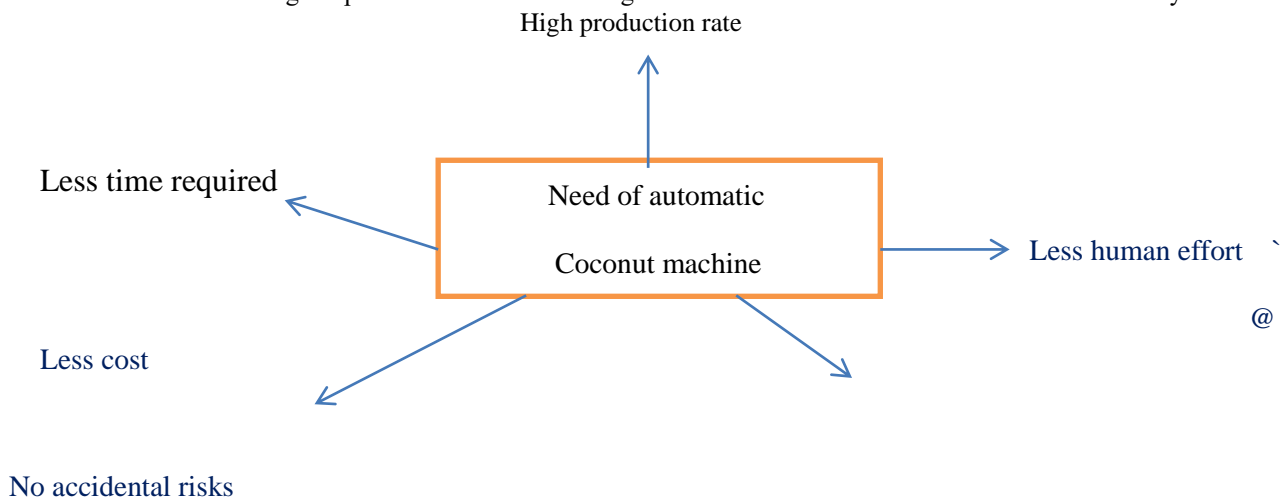 High production rate
Less time required
Need of automatic
Coconut machine
Less human effort `
@
Less cost
No accidental risks